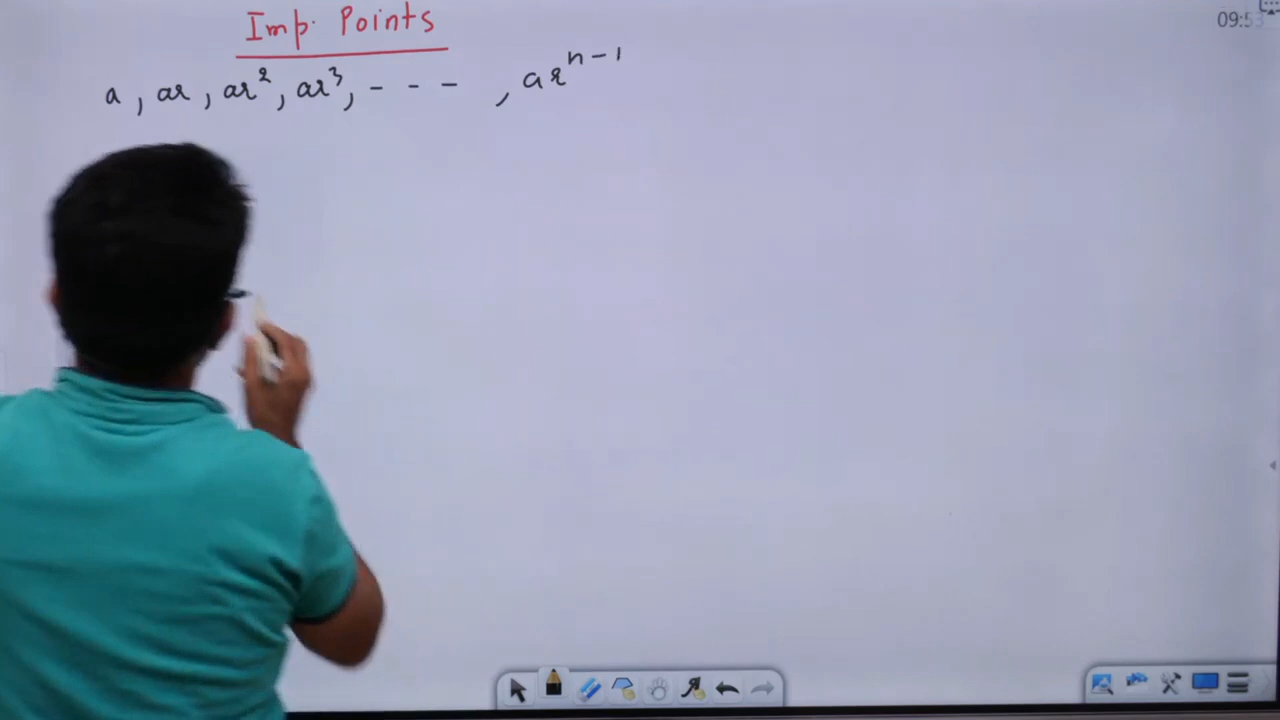 Imp. Points
a, ar, ar², ar³, - - - , arⁿ⁻¹